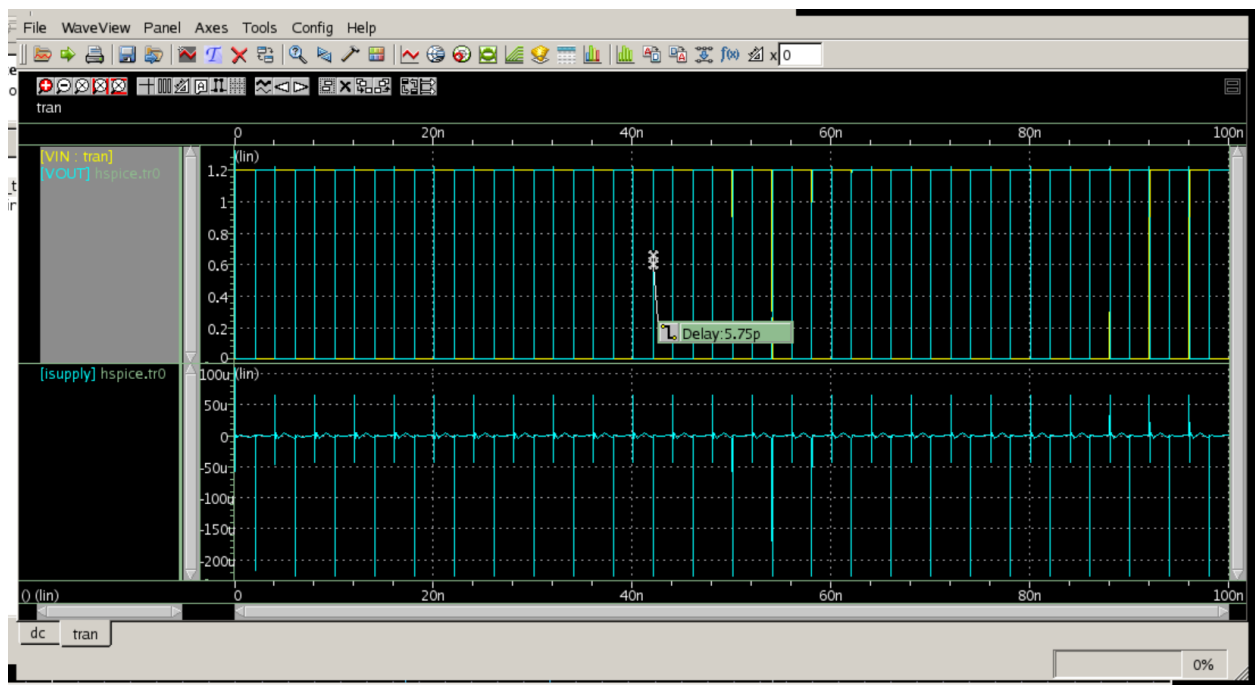 File WaveView Panel Axes Tools Config Help
x 0
tran
0 20n 40n 60n 80n 100n
[VIN : tran]
[VOUT] hspice.tr0
(lin)
1.2
1
0.8
0.6
0.4
0.2
0
Delay:5.75p
[isupply] hspice.tr0
(lin)
100u
50u
0
-50u
-100u
-150u
-200u
() (lin)
0 20n 40n 60n 80n 100n
dc tran
0%